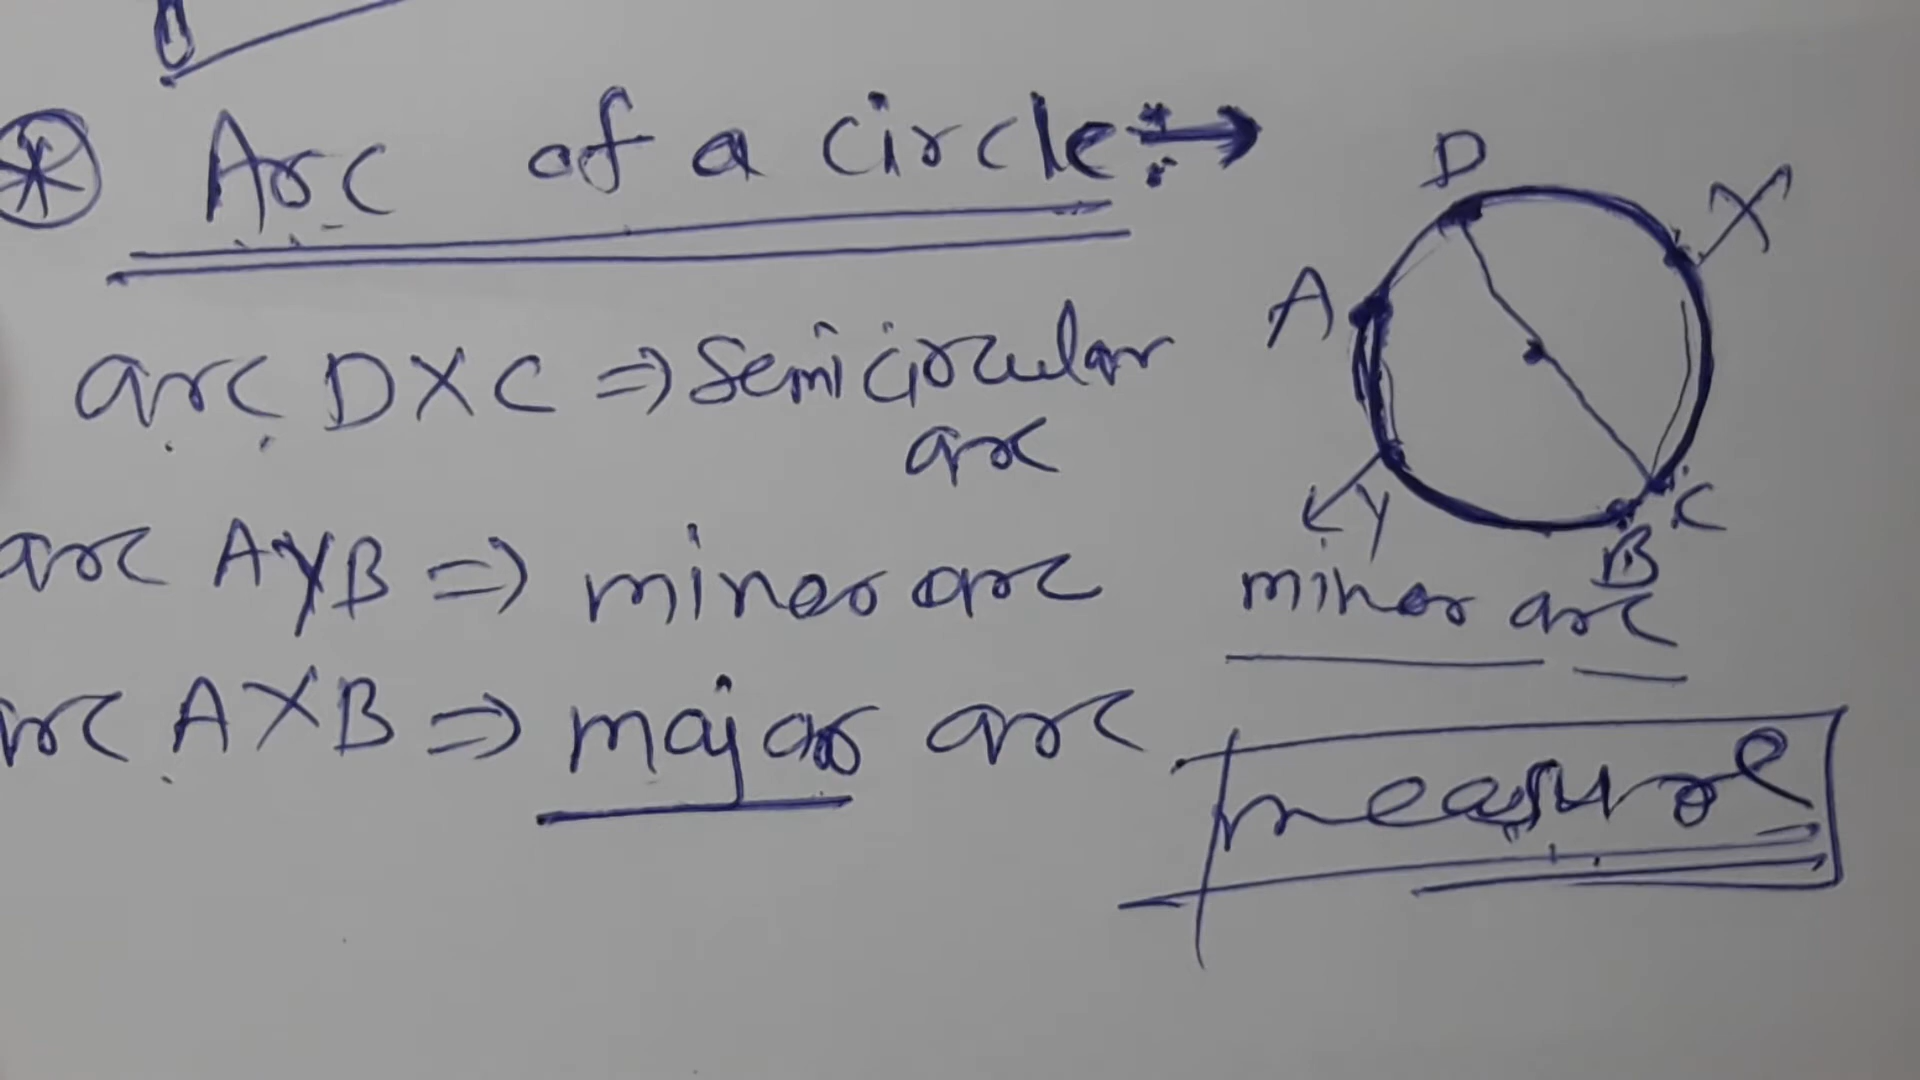 Arc of a circle:→
arc DXC ⇒ Semicircular
arc
arc AYB ⇒ minor arc
arc AXB ⇒ major arc
D
X
A
Y
C
B
minor arc
measure